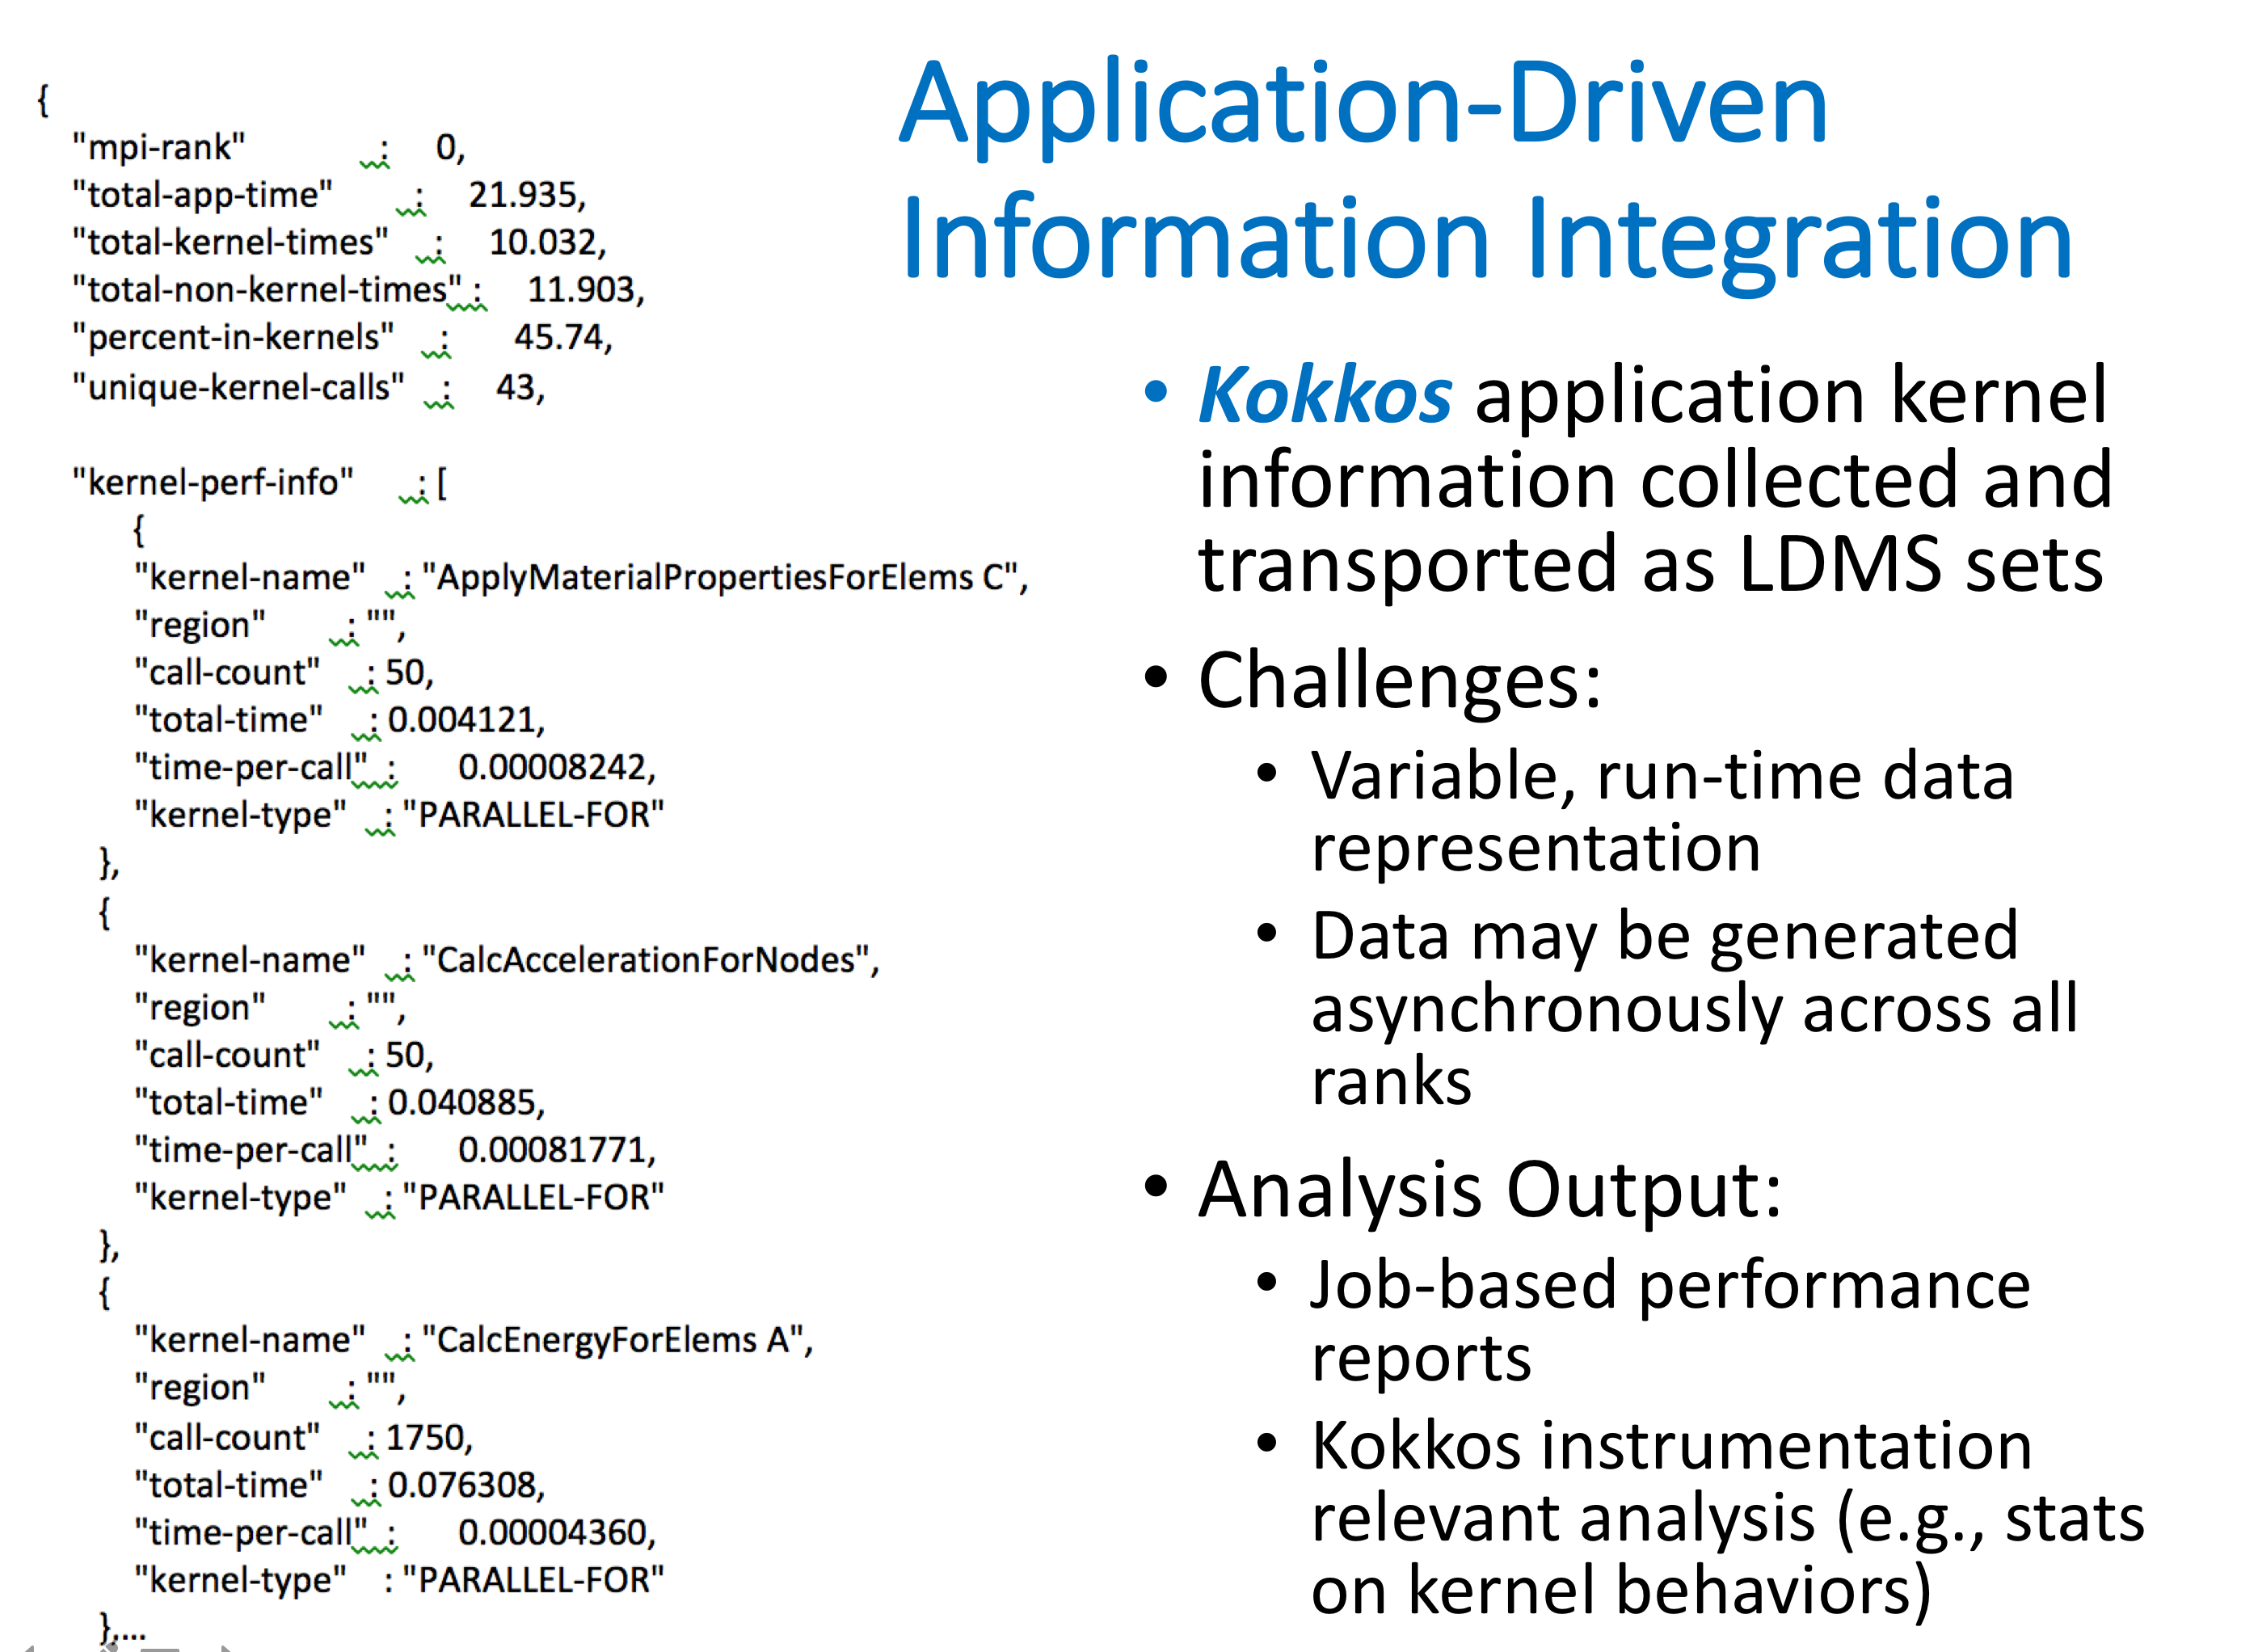 {
"mpi-rank" : 0,
"total-app-time" : 21.935,
"total-kernel-times" : 10.032,
"total-non-kernel-times" : 11.903,
"percent-in-kernels" : 45.74,
"unique-kernel-calls" : 43,
"kernel-perf-info" : [
{
"kernel-name" : "ApplyMaterialPropertiesForElems C",
"region" : "",
"call-count" : 50,
"total-time" : 0.004121,
"time-per-call" : 0.00008242,
"kernel-type" : "PARALLEL-FOR"
},
{
"kernel-name" : "CalcAccelerationForNodes",
"region" : "",
"call-count" : 50,
"total-time" : 0.040885,
"time-per-call" : 0.00081771,
"kernel-type" : "PARALLEL-FOR"
},
{
"kernel-name" : "CalcEnergyForElems A",
"region" : "",
"call-count" : 1750,
"total-time" : 0.076308,
"time-per-call" : 0.00004360,
"kernel-type" : "PARALLEL-FOR"
},...
Application-Driven
Information Integration
• Kokkos application kernel
information collected and
transported as LDMS sets
• Challenges:
• Variable, run-time data
representation
• Data may be generated
asynchronously across all
ranks
• Analysis Output:
• Job-based performance
reports
• Kokkos instrumentation
relevant analysis (e.g., stats
on kernel behaviors)